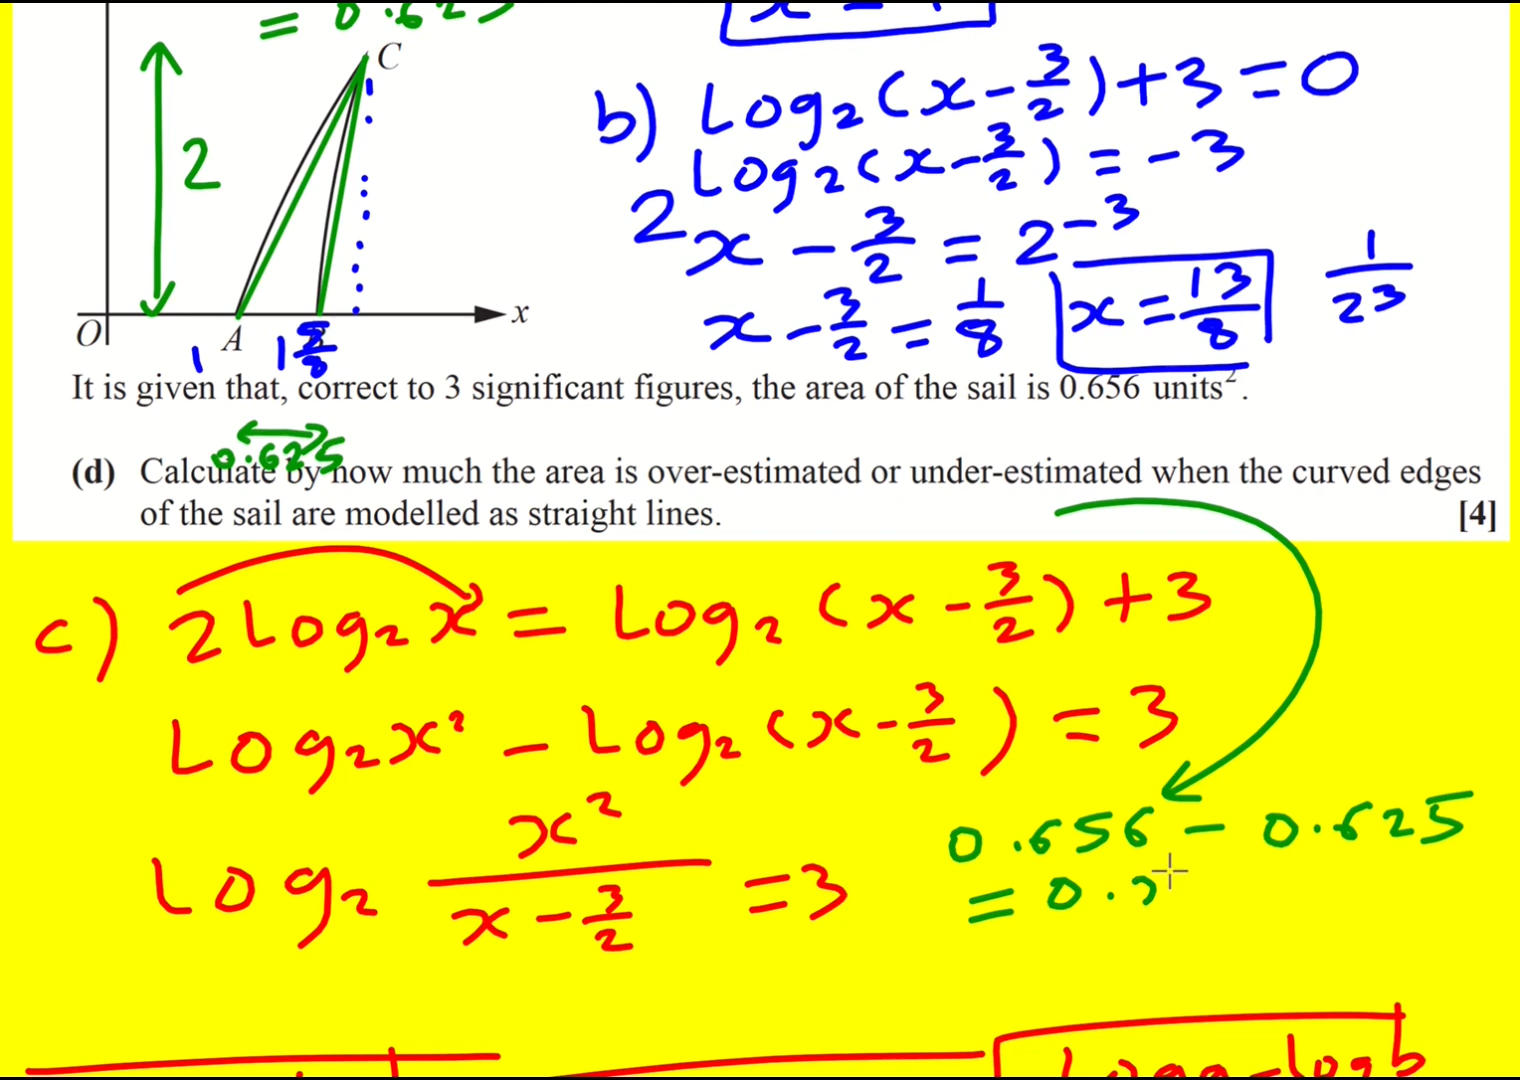 = 0.625
C
2
O
A
x
1
1 5/8
b) Log₂(x - 3/2) + 3 = 0
Log₂(x - 3/2) = -3
2
x - 3/2 = 2⁻³
x - 3/2 = 1/8
x = 13/8
1/2³
It is given that, correct to 3 significant figures, the area of the sail is 0.656 units².
0.625
(d) Calculate by how much the area is over-estimated or under-estimated when the curved edges
of the sail are modelled as straight lines. [4]
c) 2Log₂x = Log₂(x - 3/2) + 3
Log₂x² - Log₂(x - 3/2) = 3
Log₂ x²/(x - 3/2) = 3
0.656 - 0.625
= 0.